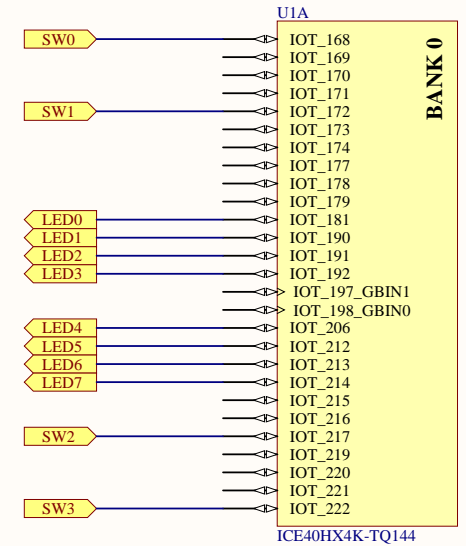 U1A
SW0 IOT_168
IOT_169
IOT_170
IOT_171
SW1 IOT_172
IOT_173
IOT_174
IOT_177
IOT_178
IOT_179
LED0 IOT_181
LED1 IOT_190
LED2 IOT_191
LED3 IOT_192
IOT_197_GBIN1
IOT_198_GBIN0
LED4 IOT_206
LED5 IOT_212
LED6 IOT_213
LED7 IOT_214
IOT_215
IOT_216
SW2 IOT_217
IOT_219
IOT_220
IOT_221
SW3 IOT_222
BANK 0
ICE40HX4K-TQ144